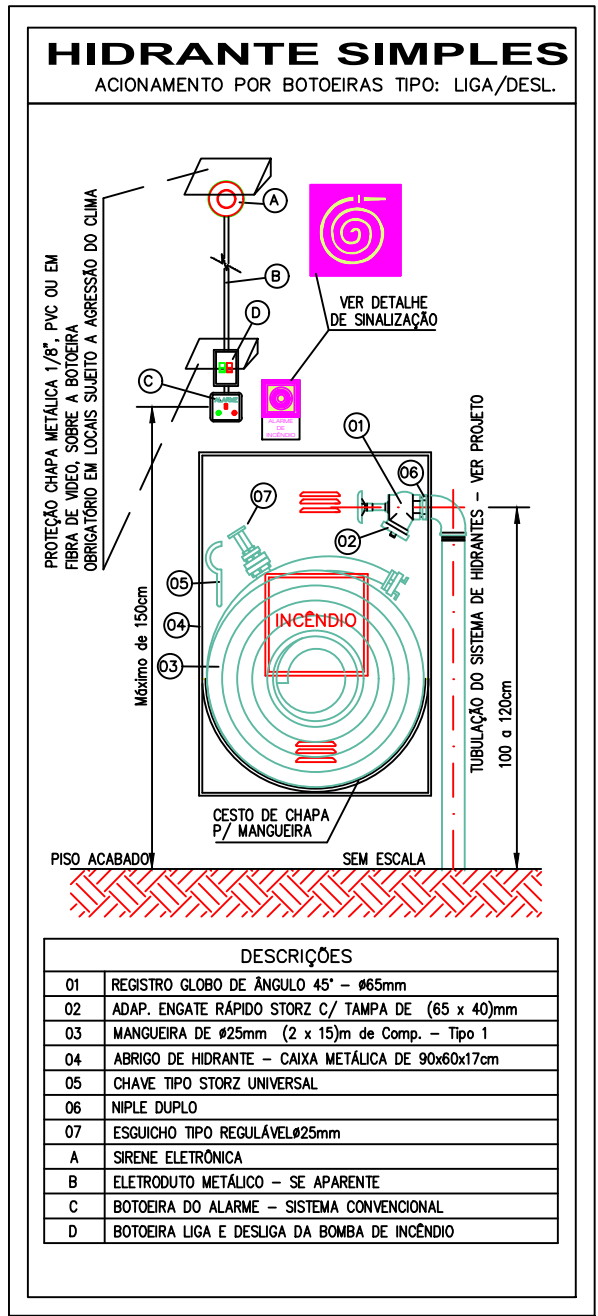 HIDRANTE SIMPLES
ACIONAMENTO POR BOTOEIRAS TIPO: LIGA/DESL.
PROTEÇÃO CHAPA METÁLICA 1/8", PVC OU EM
FIBRA DE VIDEO, SOBRE A BOTOEIRA
OBRIGATÓRIO EM LOCAIS SUJEITO A AGRESSÃO DO CLIMA
A
B
D
C
ALARME
VER DETALHE
DE SINALIZAÇÃO
ALARME
DE
INCÊNDIO
01
06
02
07
05
04
03
INCÊNDIO
Máximo de 150cm
TUBULAÇÃO DO SISTEMA DE HIDRANTES - VER PROJETO
100 a 120cm
CESTO DE CHAPA
P/ MANGUEIRA
PISO ACABADO
SEM ESCALA
DESCRIÇÕES
01 REGISTRO GLOBO DE ÂNGULO 45° - ø65mm
02 ADAP. ENGATE RÁPIDO STORZ C/ TAMPA DE (65 x 40)mm
03 MANGUEIRA DE ø25mm (2 x 15)m de Comp. - Tipo 1
04 ABRIGO DE HIDRANTE - CAIXA METÁLICA DE 90x60x17cm
05 CHAVE TIPO STORZ UNIVERSAL
06 NIPLE DUPLO
07 ESGUICHO TIPO REGULÁVELø25mm
A SIRENE ELETRÔNICA
B ELETRODUTO METÁLICO - SE APARENTE
C BOTOEIRA DO ALARME - SISTEMA CONVENCIONAL
D BOTOEIRA LIGA E DESLIGA DA BOMBA DE INCÊNDIO